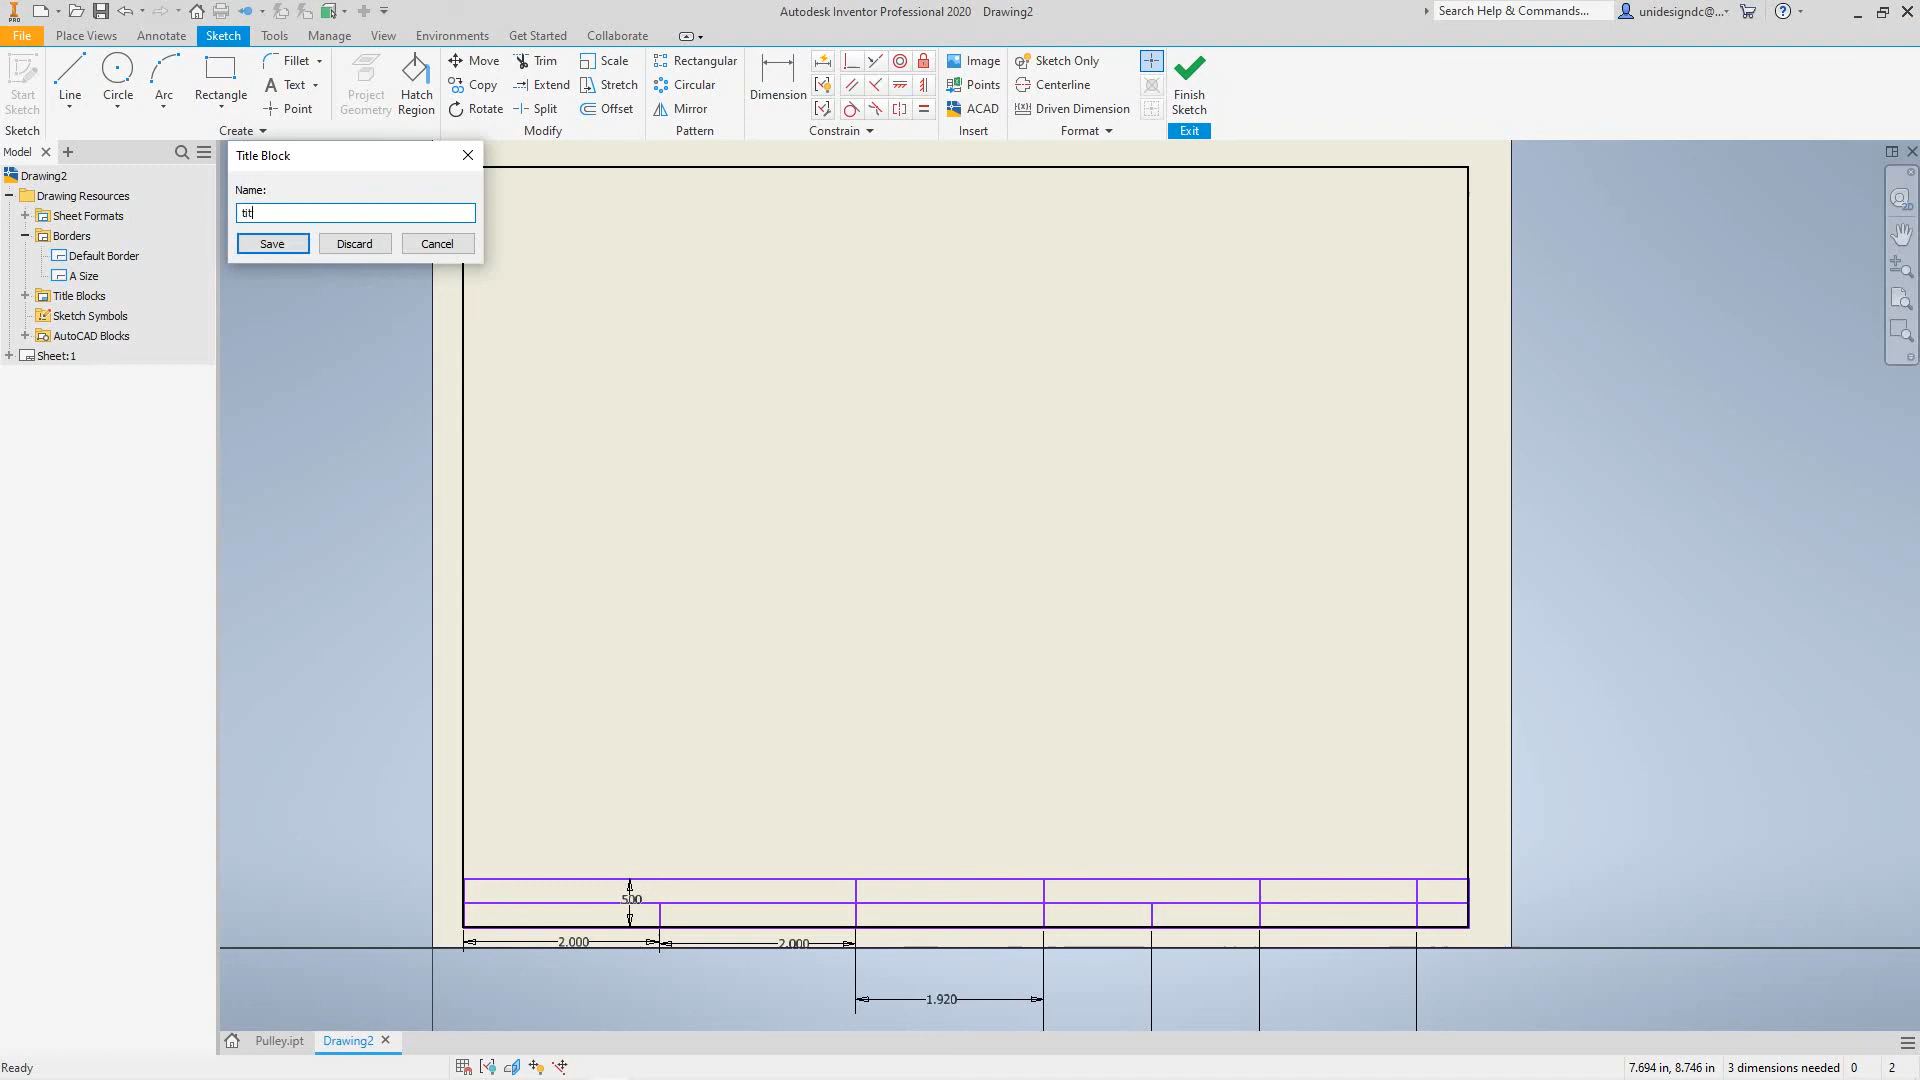 Autodesk Inventor Professional 2020 Drawing2
Search Help & Commands...
unidesigndc@...
PRO
File Place Views Annotate Sketch Tools Manage View Environments Get Started Collaborate
Start Sketch
Line
Circle
Arc
Rectangle
Fillet
Text
Point
Project Geometry
Hatch Region
Move
Copy
Rotate
Trim
Extend
Split
Scale
Stretch
Offset
Rectangular
Circular
Mirror
Dimension
Image
Points
ACAD
Sketch Only
Centerline
Driven Dimension
Finish Sketch
Sketch Create Modify Pattern Constrain Insert Format Exit
Model
Drawing2
Drawing Resources
Sheet Formats
Borders
Default Border
A Size
Title Blocks
Sketch Symbols
AutoCAD Blocks
Sheet:1
Title Block
Name:
tit
Save Discard Cancel
2D
.500
2.000
2.000
1.920
Pulley.ipt Drawing2
Ready
7.694 in, 8.746 in 3 dimensions needed 0 2